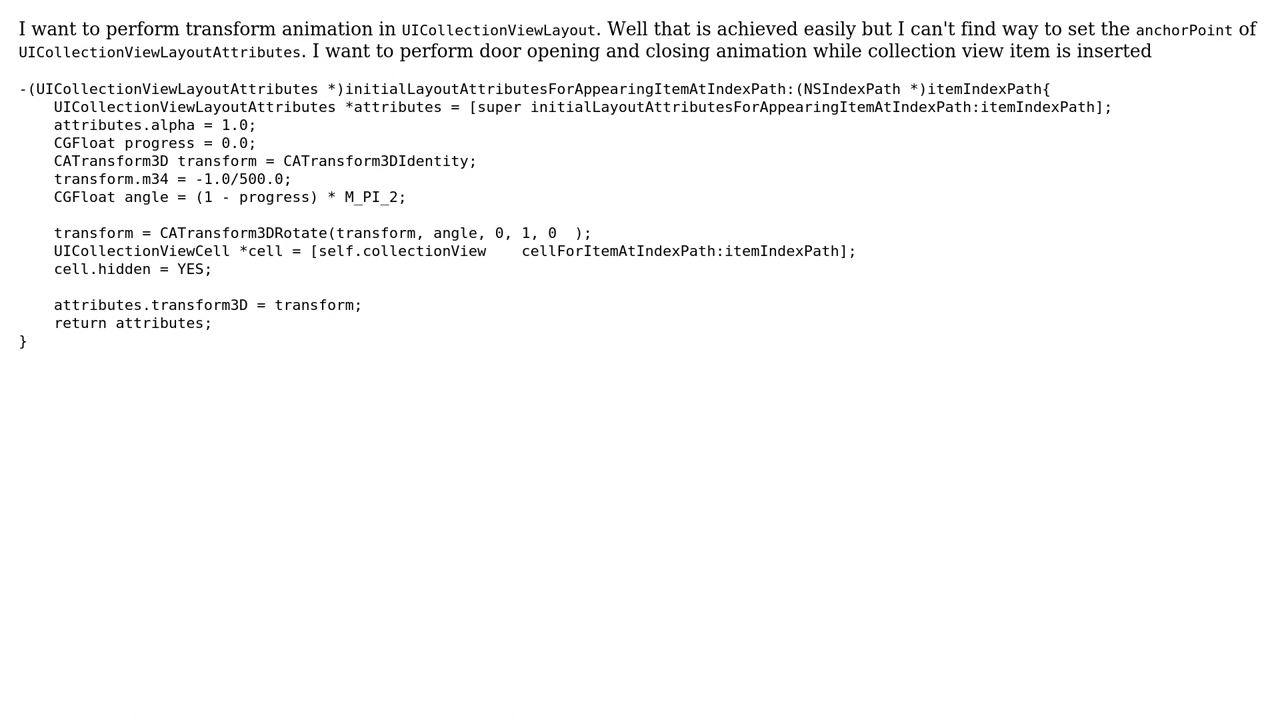 I want to perform transform animation in UICollectionViewLayout. Well that is achieved easily but I can't find way to set the anchorPoint of
UICollectionViewLayoutAttributes. I want to perform door opening and closing animation while collection view item is inserted
-(UICollectionViewLayoutAttributes *)initialLayoutAttributesForAppearingItemAtIndexPath:(NSIndexPath *)itemIndexPath{
    UICollectionViewLayoutAttributes *attributes = [super initialLayoutAttributesForAppearingItemAtIndexPath:itemIndexPath];
    attributes.alpha = 1.0;
    CGFloat progress = 0.0;
    CATransform3D transform = CATransform3DIdentity;
    transform.m34 = -1.0/500.0;
    CGFloat angle = (1 - progress) * M_PI_2;
    transform = CATransform3DRotate(transform, angle, 0, 1, 0  );
    UICollectionViewCell *cell = [self.collectionView    cellForItemAtIndexPath:itemIndexPath];
    cell.hidden = YES;
    attributes.transform3D = transform;
    return attributes;
}